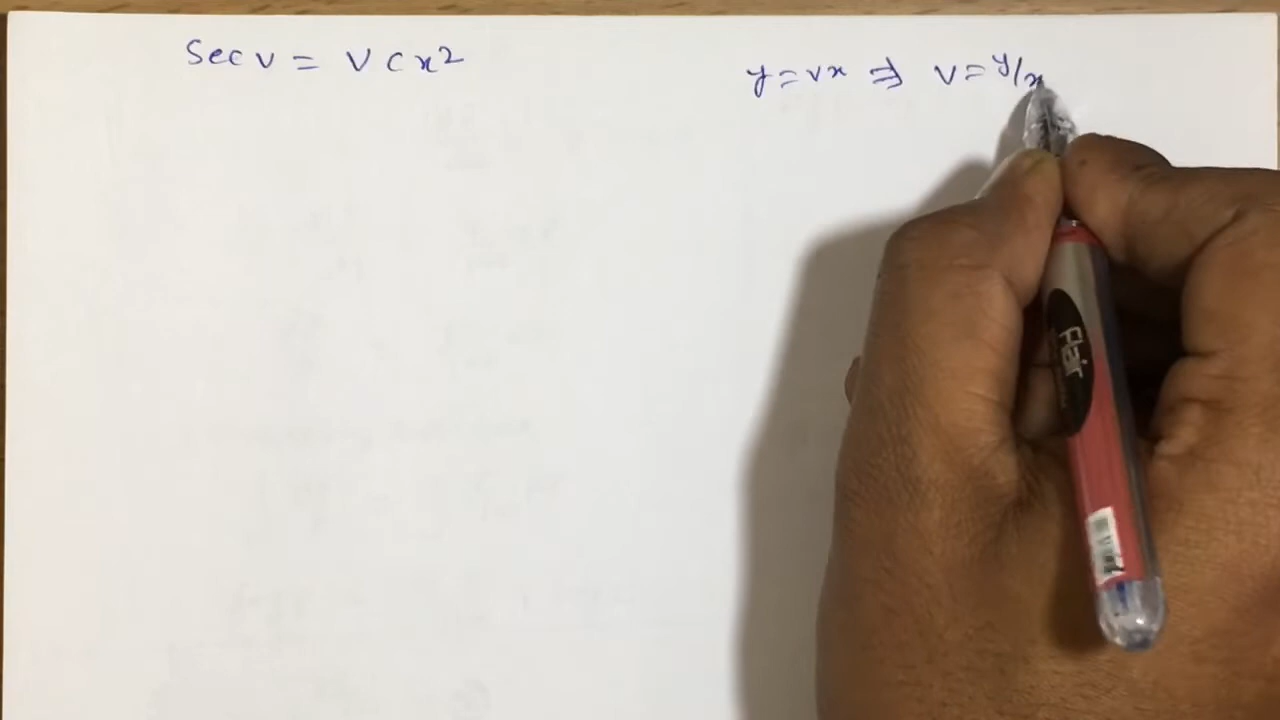 Sec v = v c x²
y = vx ⇒ v = y/x
Flair